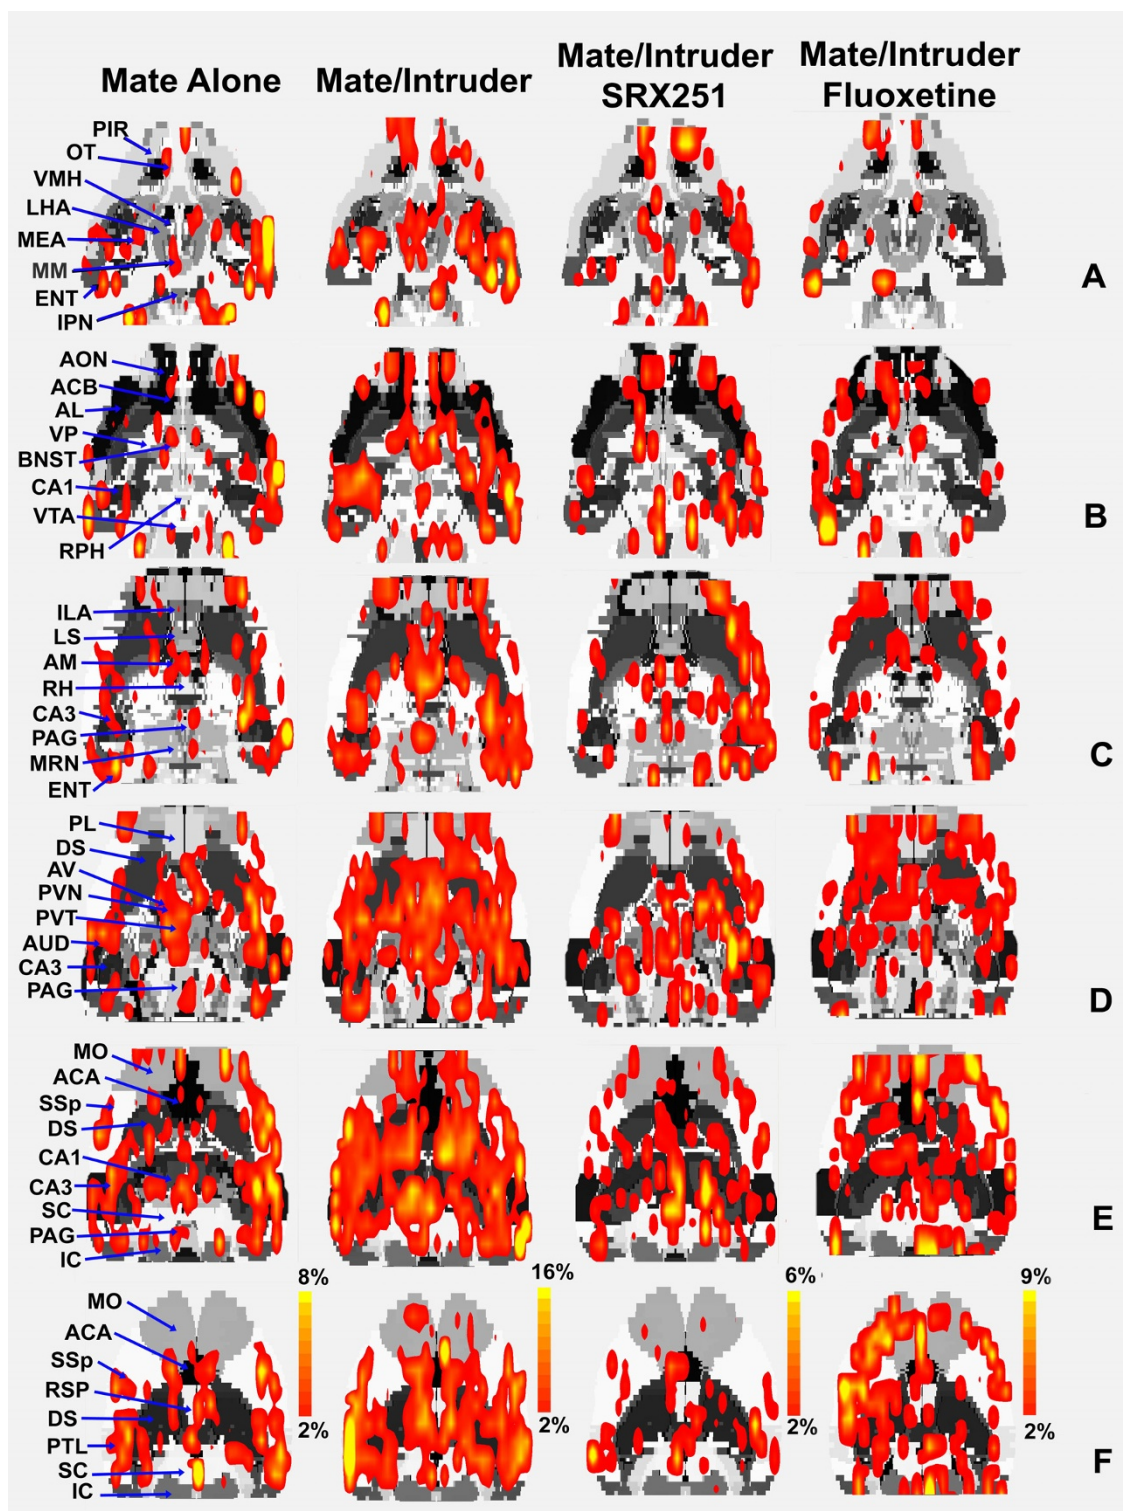 Mate Alone
Mate/Intruder
Mate/Intruder
SRX251
Mate/Intruder
Fluoxetine
PIR
OT
VMH
LHA
MEA
MM
ENT
IPN
A
AON
ACB
AL
VP
BNST
CA1
VTA
RPH
B
ILA
LS
AM
RH
CA3
PAG
MRN
ENT
C
PL
DS
AV
PVN
PVT
AUD
CA3
PAG
D
MO
ACA
SSp
DS
CA1
CA3
SC
PAG
IC
E
8%
16%
6%
9%
MO
ACA
SSp
RSP
DS
PTL
SC
IC
2%
2%
2%
2%
F